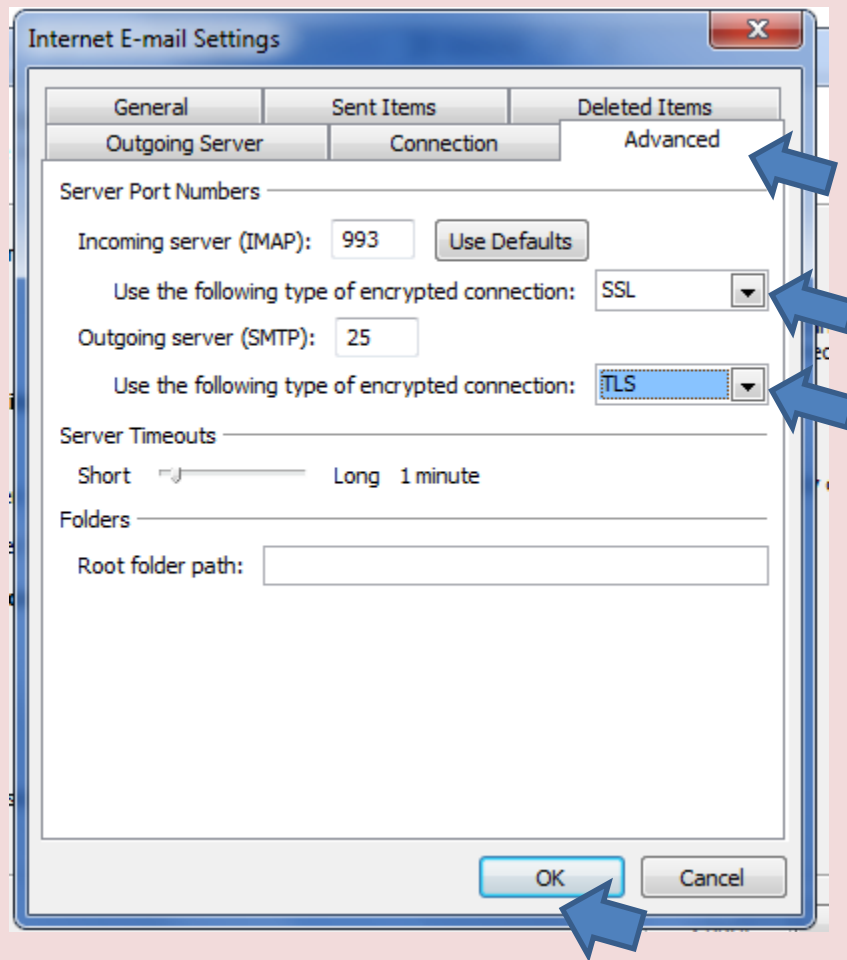 Internet E-mail Settings
General Sent Items Deleted Items
Outgoing Server Connection Advanced
Server Port Numbers
Incoming server (IMAP): 993 Use Defaults
Use the following type of encrypted connection: SSL
Outgoing server (SMTP): 25
Use the following type of encrypted connection: TLS
Server Timeouts
Short Long 1 minute
Folders
Root folder path:
OK Cancel